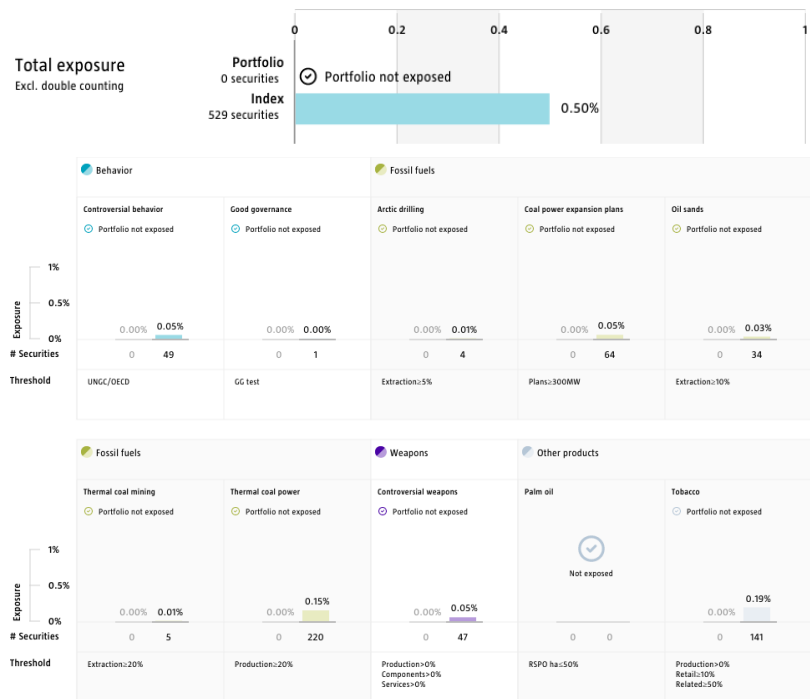 0 0.2 0.4 0.6 0.8 1
Total exposure
Excl. double counting
Portfolio
0 securities
Portfolio not exposed
Index
529 securities
0.50%
Behavior
Fossil fuels
Controversial behavior
Good governance
Arctic drilling
Coal power expansion plans
Oil sands
Portfolio not exposed
Portfolio not exposed
Portfolio not exposed
Portfolio not exposed
Portfolio not exposed
Exposure
1%
0.5%
0%
0.00% 0.05%
0.00% 0.00%
0.00% 0.01%
0.00% 0.05%
0.00% 0.03%
# Securities
0 49
0 1
0 4
0 64
0 34
Threshold
UNGC/OECD
GG test
Extraction≥5%
Plans≥300MW
Extraction≥10%
Fossil fuels
Weapons
Other products
Thermal coal mining
Thermal coal power
Controversial weapons
Palm oil
Tobacco
Portfolio not exposed
Portfolio not exposed
Portfolio not exposed
Not exposed
Portfolio not exposed
Exposure
1%
0.5%
0%
0.00% 0.01%
0.00% 0.15%
0.00% 0.05%
0.00% 0.19%
# Securities
0 5
0 220
0 47
0 0
0 141
Threshold
Extraction≥20%
Production≥20%
Production>0%
Components>0%
Services>0%
RSPO ha≤50%
Production>0%
Retail≥10%
Related≥50%